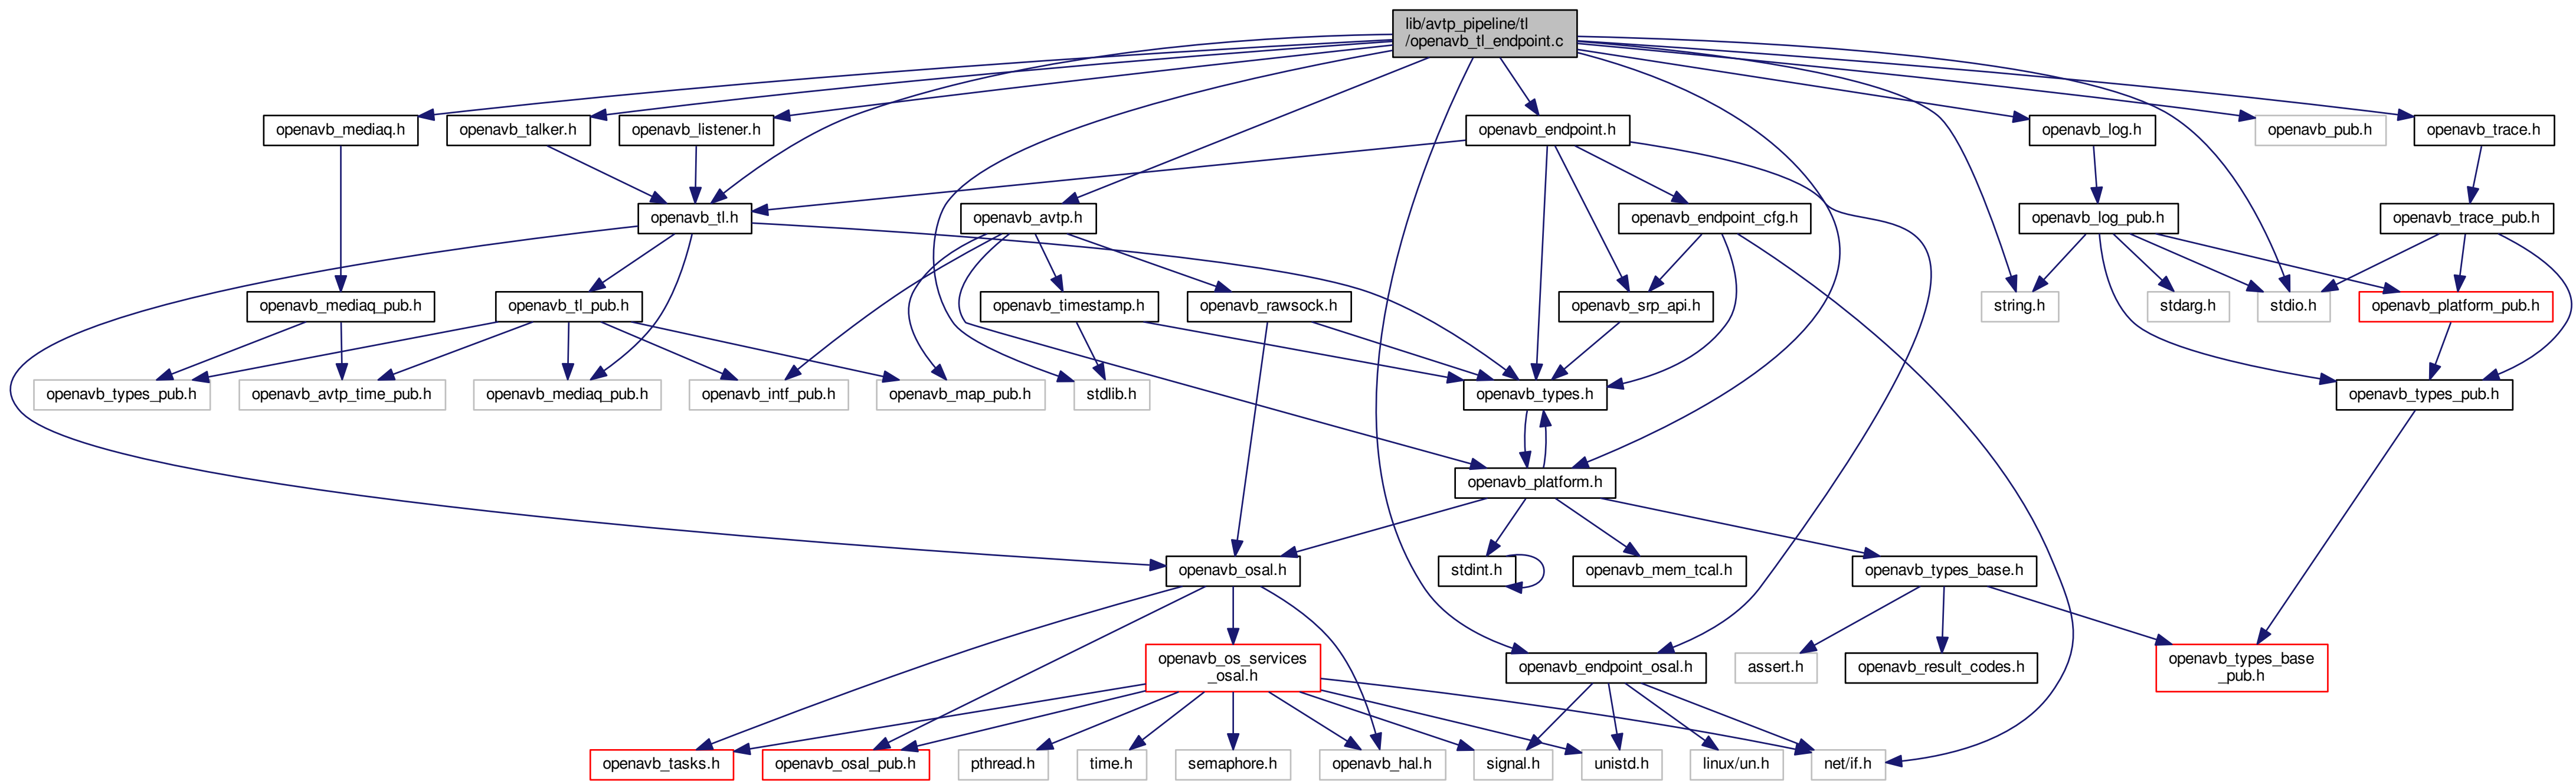 lib/avtp_pipeline/tl
/openavb_tl_endpoint.c
openavb_mediaq.h
openavb_talker.h
openavb_listener.h
openavb_endpoint.h
openavb_log.h
openavb_pub.h
openavb_trace.h
openavb_tl.h
openavb_avtp.h
openavb_endpoint_cfg.h
openavb_log_pub.h
openavb_trace_pub.h
openavb_mediaq_pub.h
openavb_tl_pub.h
openavb_timestamp.h
openavb_rawsock.h
openavb_srp_api.h
string.h
stdarg.h
stdio.h
openavb_platform_pub.h
openavb_types_pub.h
openavb_avtp_time_pub.h
openavb_mediaq_pub.h
openavb_intf_pub.h
openavb_map_pub.h
stdlib.h
openavb_types.h
openavb_types_pub.h
openavb_platform.h
openavb_osal.h
stdint.h
openavb_mem_tcal.h
openavb_types_base.h
openavb_os_services
_osal.h
openavb_endpoint_osal.h
assert.h
openavb_result_codes.h
openavb_types_base
_pub.h
openavb_tasks.h
openavb_osal_pub.h
pthread.h
time.h
semaphore.h
openavb_hal.h
signal.h
unistd.h
linux/un.h
net/if.h